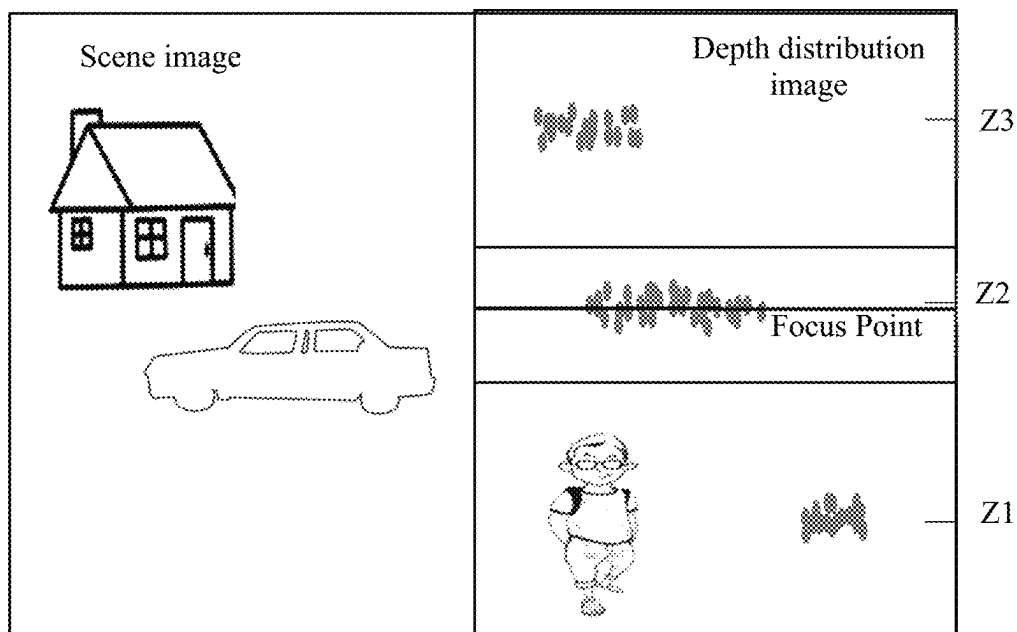 Scene image
Depth distribution
image
Z3
Z2
Focus Point
Z1